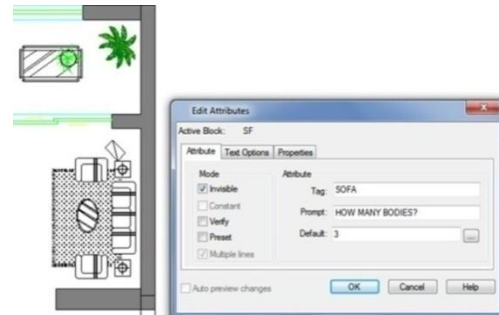 Edit Attributes
Active Block: SF
Attribute Text Options Properties
Mode
Invisible
Constant
Verify
Preset
Multiple lines
Attribute
Tag: SOFA
Prompt: HOW MANY BODIES?
Default: 3
...
Auto preview changes
OK Cancel Help